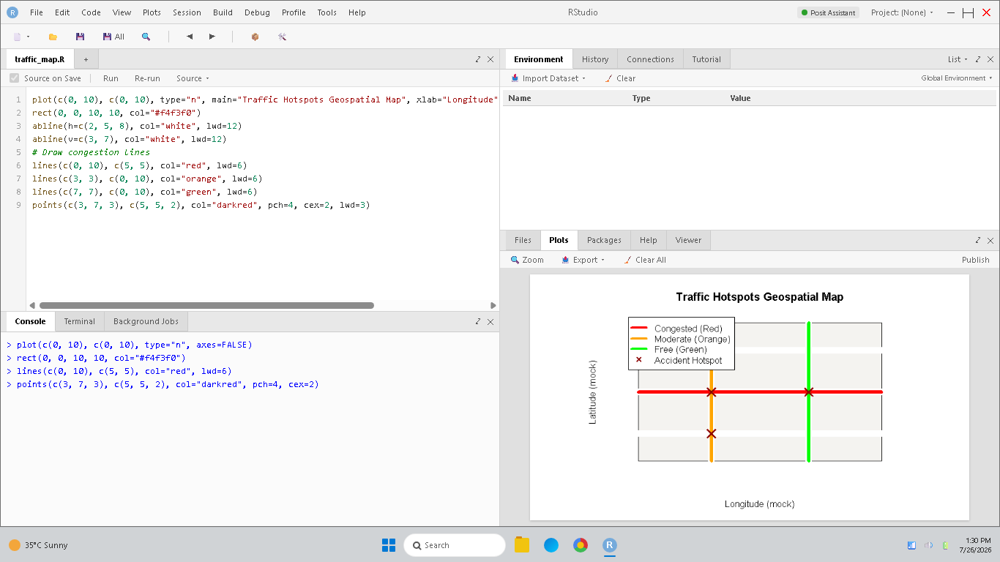 R File Edit Code View Plots Session Build Debug Profile Tools Help RStudio Posit Assistant Project: (None)
All
traffic_map.R +
Source on Save Run Re-run Source
1 plot(c(0, 10), c(0, 10), type="n", main="Traffic Hotspots Geospatial Map", xlab="Longitude"
2 rect(0, 0, 10, 10, col="#f4f3f0")
3 abline(h=c(2, 5, 8), col="white", lwd=12)
4 abline(v=c(3, 7), col="white", lwd=12)
5 # Draw congestion lines
6 lines(c(0, 10), c(5, 5), col="red", lwd=6)
7 lines(c(3, 3), c(0, 10), col="orange", lwd=6)
8 lines(c(7, 7), c(0, 10), col="green", lwd=6)
9 points(c(3, 7, 3), c(5, 5, 2), col="darkred", pch=4, cex=2, lwd=3)
Console Terminal Background Jobs
> plot(c(0, 10), c(0, 10), type="n", axes=FALSE)
> rect(0, 0, 10, 10, col="#f4f3f0")
> lines(c(0, 10), c(5, 5), col="red", lwd=6)
> points(c(3, 7, 3), c(5, 5, 2), col="darkred", pch=4, cex=2)
Environment History Connections Tutorial List
Import Dataset Clear Global Environment
Name Type Value
Files Plots Packages Help Viewer
Zoom Export Clear All Publish
Traffic Hotspots Geospatial Map
Congested (Red)
Moderate (Orange)
Free (Green)
Accident Hotspot
Latitude (mock)
Longitude (mock)
35°C Sunny Search R 1:30 PM
7/26/2026